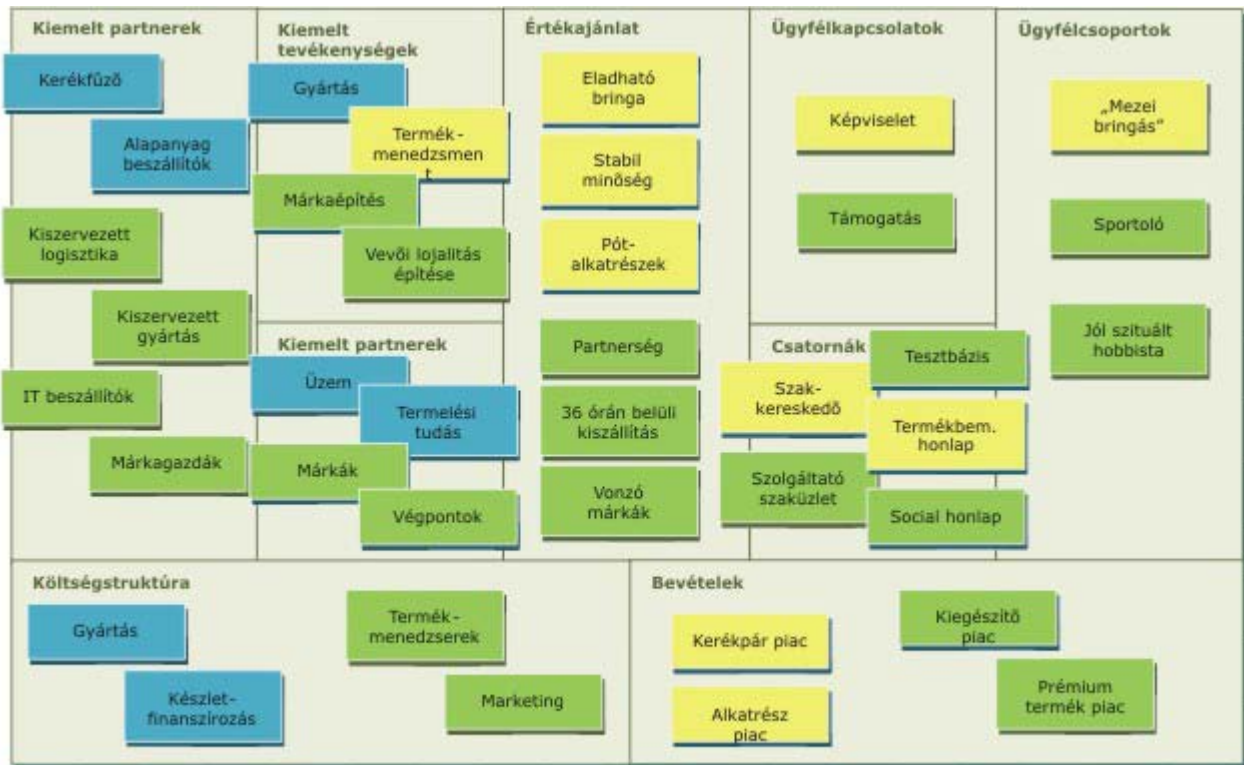 Kiemelt partnerek
Kerékfűző
Alapanyag
beszállítók
Kiszervezett
logisztika
Kiszervezett
gyártás
IT beszállítók
Márkagazdák
Kiemelt
tevékenységek
Gyártás
Termék-
menedzsmen
t
Márkaépítés
Vevői lojalitás
építése
Kiemelt partnerek
Üzem
Termelési
tudás
Márkák
Végpontok
Értékajánlat
Eladható
bringa
Stabil
minőség
Pót-
alkatrészek
Partnerség
36 órán belüli
kiszállítás
Vonzó
márkák
Ügyfélkapcsolatok
Képviselet
Támogatás
Csatornák
Szak-
kereskedő
Szolgáltató
szaküzlet
Tesztbázis
Termékbem.
honlap
Social honlap
Ügyfélcsoportok
„Mezei
bringás”
Sportoló
Jól szituált
hobbista
Költségstruktúra
Gyártás
Készlet-
finanszírozás
Termék-
menedzserek
Marketing
Bevételek
Kerékpár piac
Alkatrész
piac
Kiegészítő
piac
Prémium
termék piac